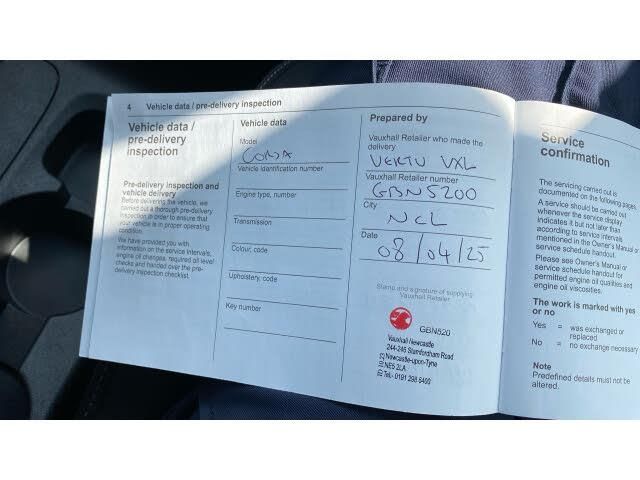 4 Vehicle data / pre-delivery inspection
Vehicle data /
pre-delivery
inspection
Pre-delivery inspection and
vehicle delivery
Before delivering the vehicle, we
carried out a thorough pre-delivery
inspection in order to ensure that
your vehicle is in proper operating
condition.
We have provided you with
information on the service intervals,
engine oil changes, required oil level
checks and handed over the pre-
delivery inspection checklist.
Vehicle data
Model
CORSA
Vehicle identification number
Engine type, number
Transmission
Colour, code
Upholstery, code
Key number
Prepared by
Vauxhall Retailer who made the
delivery
VERTU VXL
Vauxhall Retailer number
GBN5200
City
NCL
Date
08/04/25
Stamp and signature of supplying
Vauxhall Retailer
GBN520
Vauxhall Newcastle
244-246 Stamfordham Road
Newcastle-upon-Tyne
NE5 2LA
Tel:- 0191 298 6400
Service
confirmation
The servicing carried out is
documented on the following pages.
A service should be carried out
whenever the service display
indicates it but not later than
according to service intervals
mentioned in the Owner's Manual or
service schedule handout.
Please see Owner's Manual or
service schedule handout for
permitted engine oil qualities and
engine oil viscosities.
The work is marked with yes
or no
Yes = was exchanged or
replaced
No = no exchange necessary
Note
Predefined details must not be
altered.